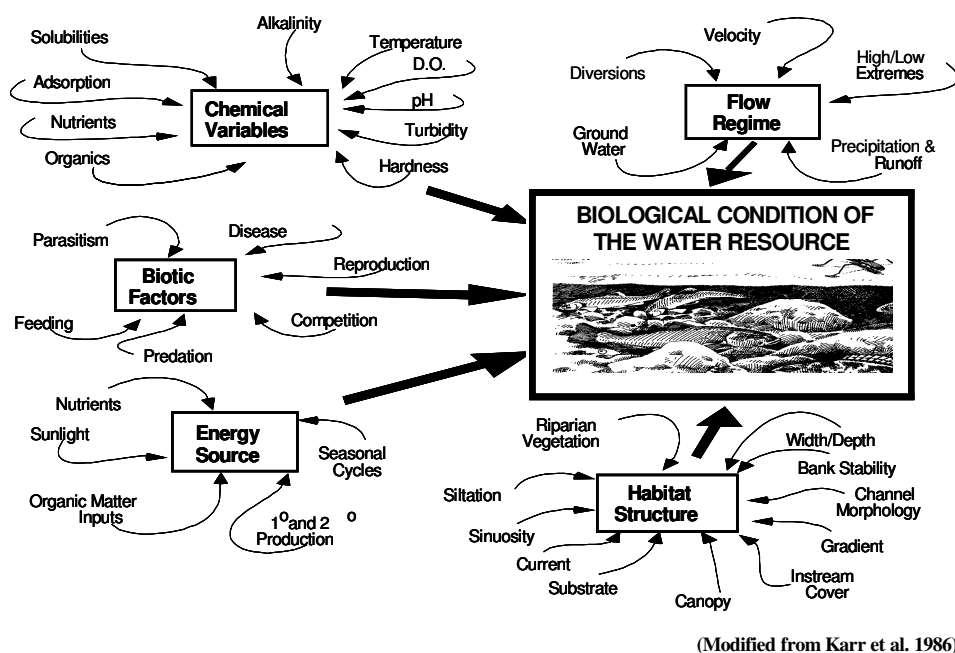 Alkalinity
Solubilities
Temperature
D.O.
Adsorption
pH
Chemical
Variables
Nutrients
Turbidity
Organics
Hardness
Velocity
Diversions
High/Low
Extremes
Flow
Regime
Ground
Water
Precipitation &
Runoff
BIOLOGICAL CONDITION OF
THE WATER RESOURCE
Parasitism
Disease
Reproduction
Biotic
Factors
Feeding
Competition
Predation
Nutrients
Sunlight
Energy
Source
Seasonal
Cycles
Organic Matter
Inputs
1° and 2 °
Production
Riparian
Vegetation
Width/Depth
Bank Stability
Siltation
Habitat
Structure
Channel
Morphology
Sinuosity
Gradient
Current
Substrate
Instream
Cover
Canopy
(Modified from Karr et al. 1986)